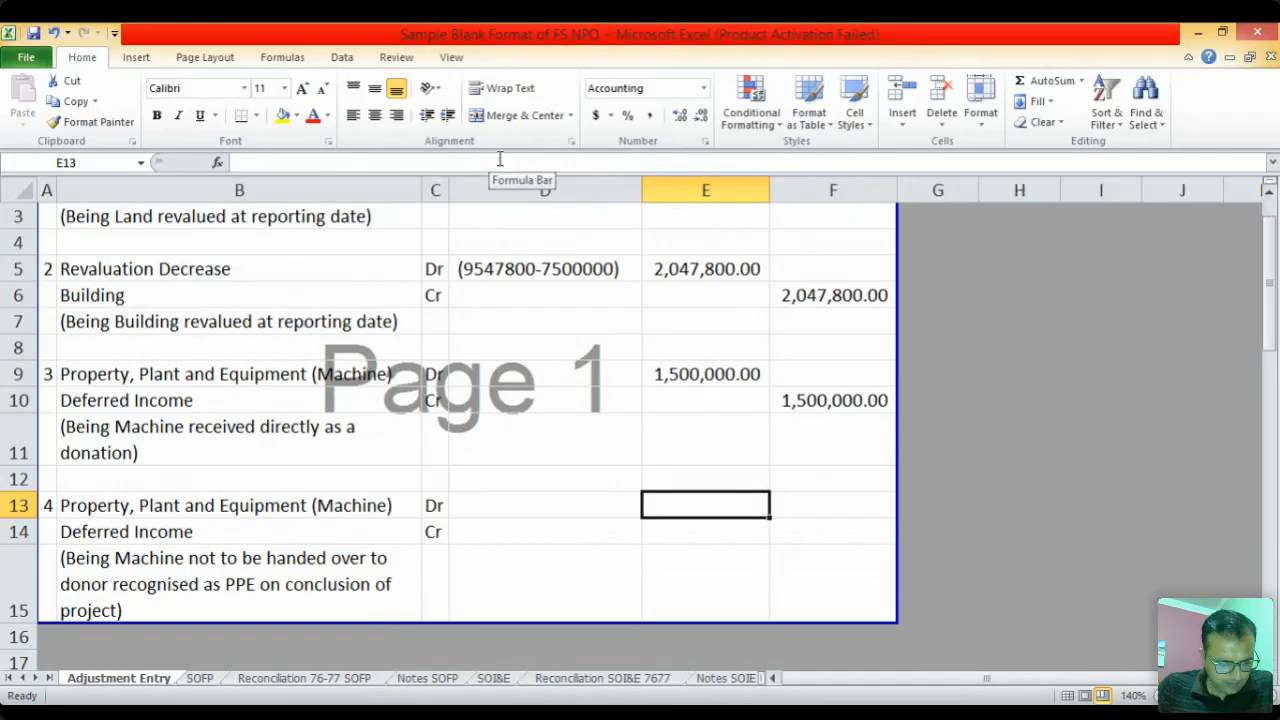 Sample Blank Format of FS NPO - Microsoft Excel (Product Activation Failed)
File Home Insert Page Layout Formulas Data Review View
Paste
Cut
Copy
Format Painter
Clipboard
Calibri 11
B I U
Font
Wrap Text
Merge & Center
Alignment
Accounting
$ % ,
Number
Conditional Formatting
Format as Table
Cell Styles
Styles
Insert Delete Format
Cells
AutoSum
Fill
Clear
Sort & Filter
Find & Select
Editing
E13 fx
Formula Bar
A B C D E F G H I J
3 (Being Land revalued at reporting date)
4
5 2 Revaluation Decrease Dr (9547800-7500000) 2,047,800.00
6 Building Cr 2,047,800.00
7 (Being Building revalued at reporting date)
8
Page 1
9 3 Property, Plant and Equipment (Machine) Dr 1,500,000.00
10 Deferred Income Cr 1,500,000.00
(Being Machine received directly as a
11 donation)
12
13 4 Property, Plant and Equipment (Machine) Dr
14 Deferred Income Cr
(Being Machine not to be handed over to
donor recognised as PPE on conclusion of
15 project)
16
17
Adjustment Entry SOFP Reconciliation 76-77 SOFP Notes SOFP SOI&E Reconciliation SOI&E 7677 Notes SOIE
Ready 140%